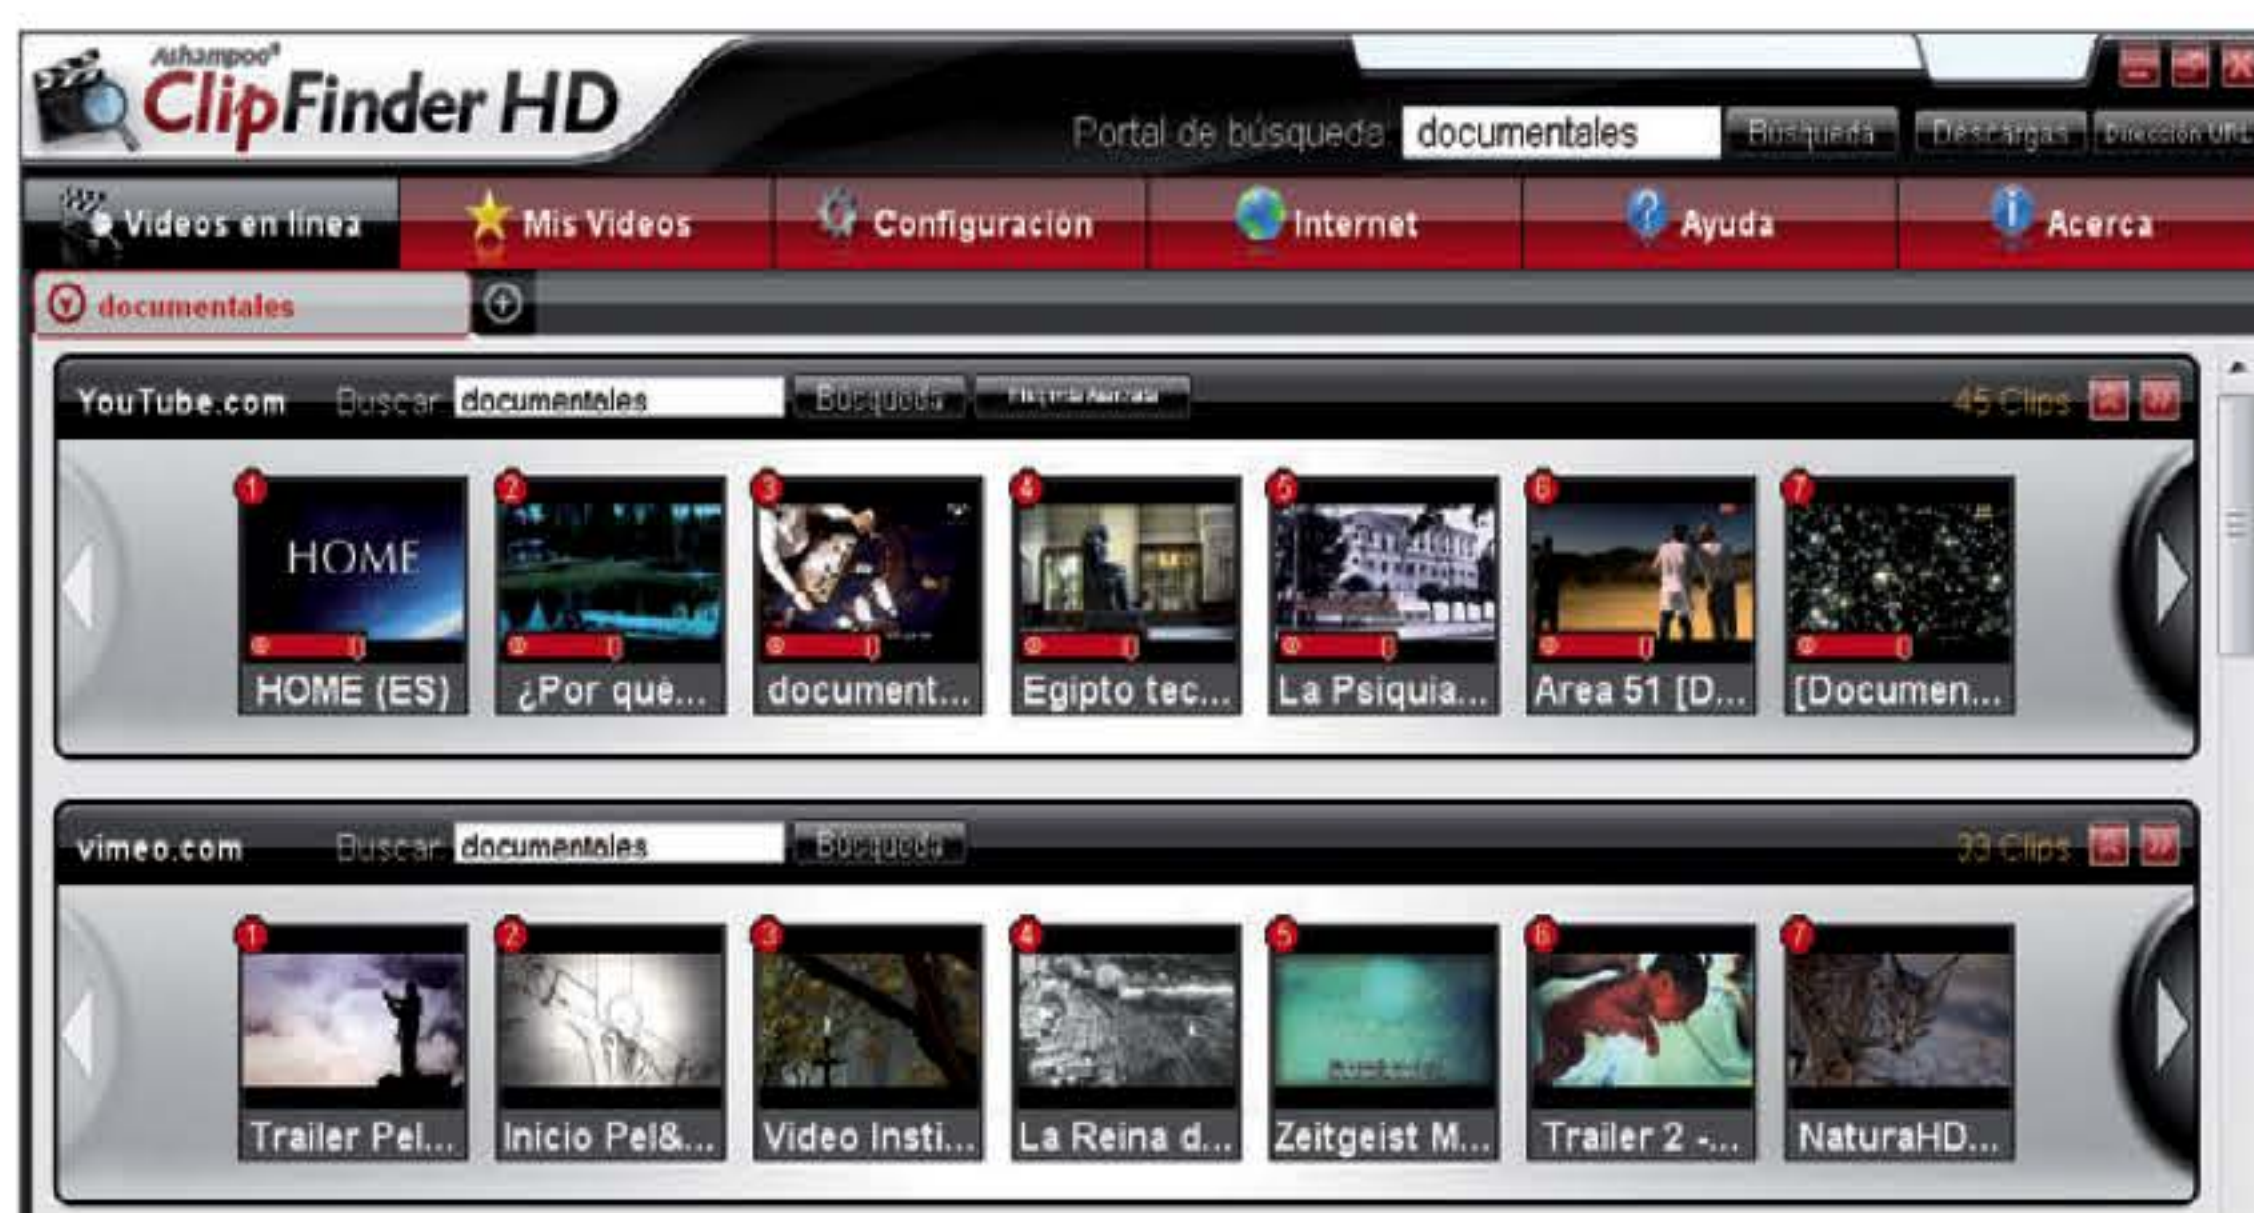 Ashampoo®
ClipFinder HD
Portal de búsqueda documentales Búsqueda Descargas Dirección URL
Videos en línea Mis Videos Configuración Internet Ayuda Acerca
documentales
YouTube.com Buscar documentales Búsqueda 45 Clips
1 2 3 4 5 6 7
HOME
HOME (ES) ¿Por qué... document... Egipto tec... La Psiquia... Area 51 [D... [Documen...
vimeo.com Buscar documentales Búsqueda 33 Clips
1 2 3 4 5 6 7
Trailer Pel... Inicio Pel&... Video Insti... La Reina d... Zeitgeist M... Trailer 2 -... NaturaHD...